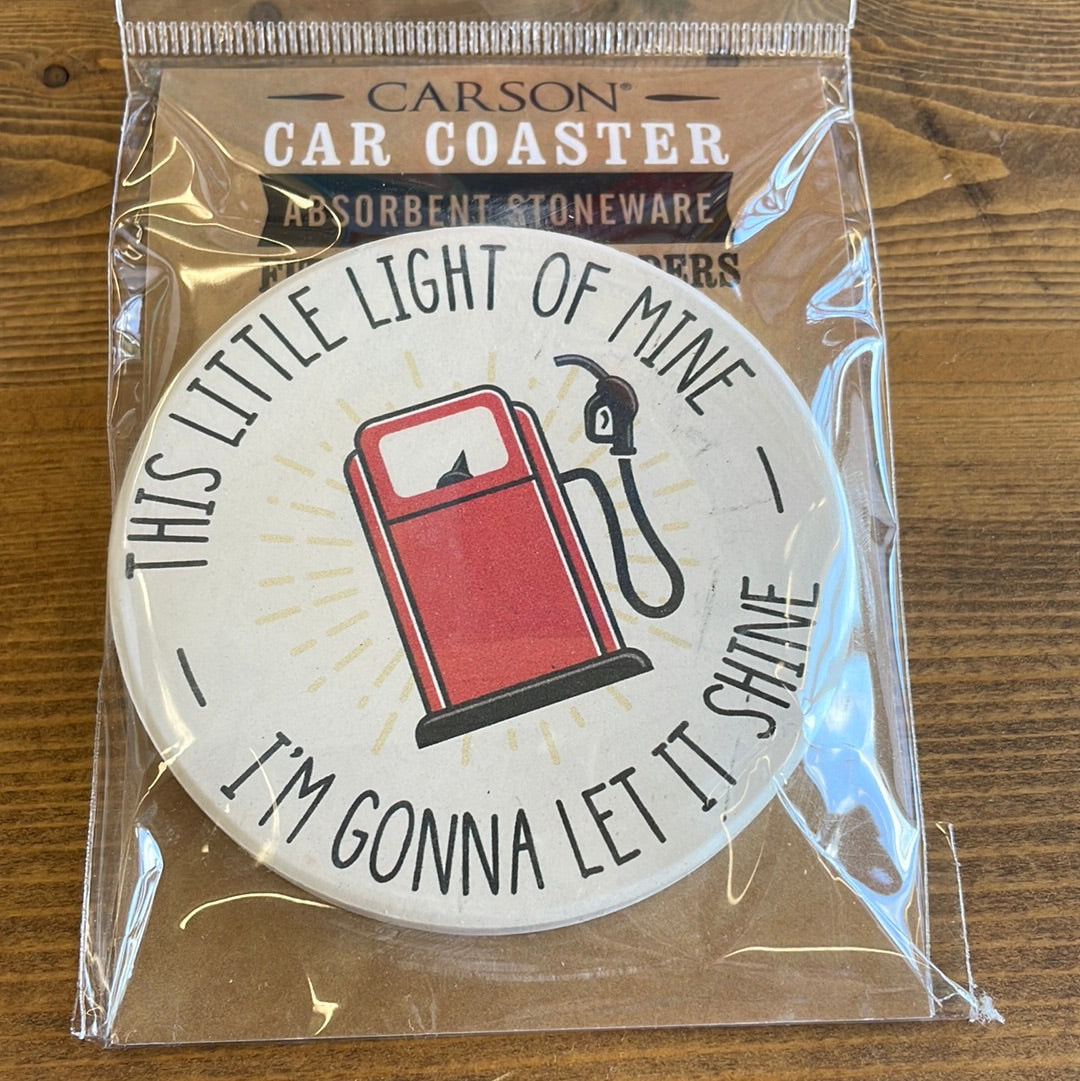 CARSON®
CAR COASTER
ABSORBENT STONEWARE
THIS LITTLE LIGHT OF MINE
I'M GONNA LET IT SHINE